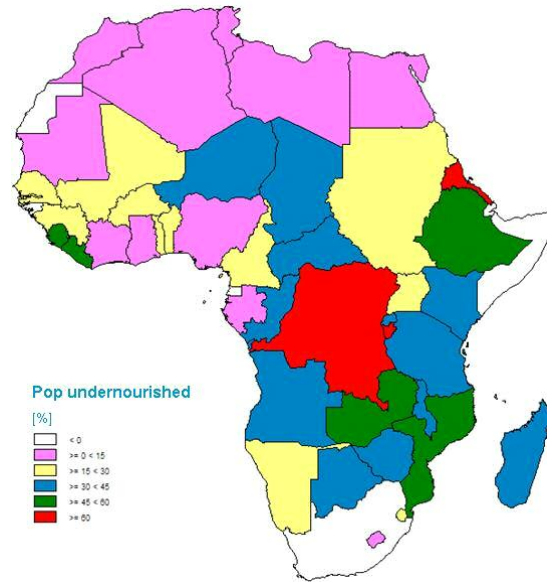 Pop undernourished
[%]
< 0
>= 0 < 15
>= 15 < 30
>= 30 < 45
>= 45 < 60
>= 60